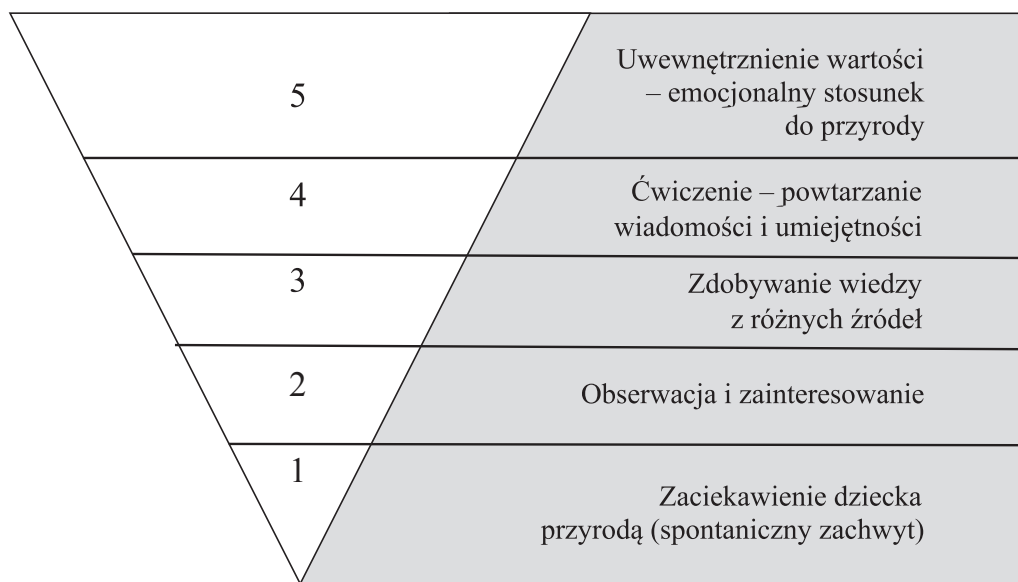 5
Uwewnętrznienie wartości
– emocjonalny stosunek
do przyrody
4
Ćwiczenie – powtarzanie
wiadomości i umiejętności
3
Zdobywanie wiedzy
z różnych źródeł
2
Obserwacja i zainteresowanie
1
Zaciekawienie dziecka
przyrodą (spontaniczny zachwyt)